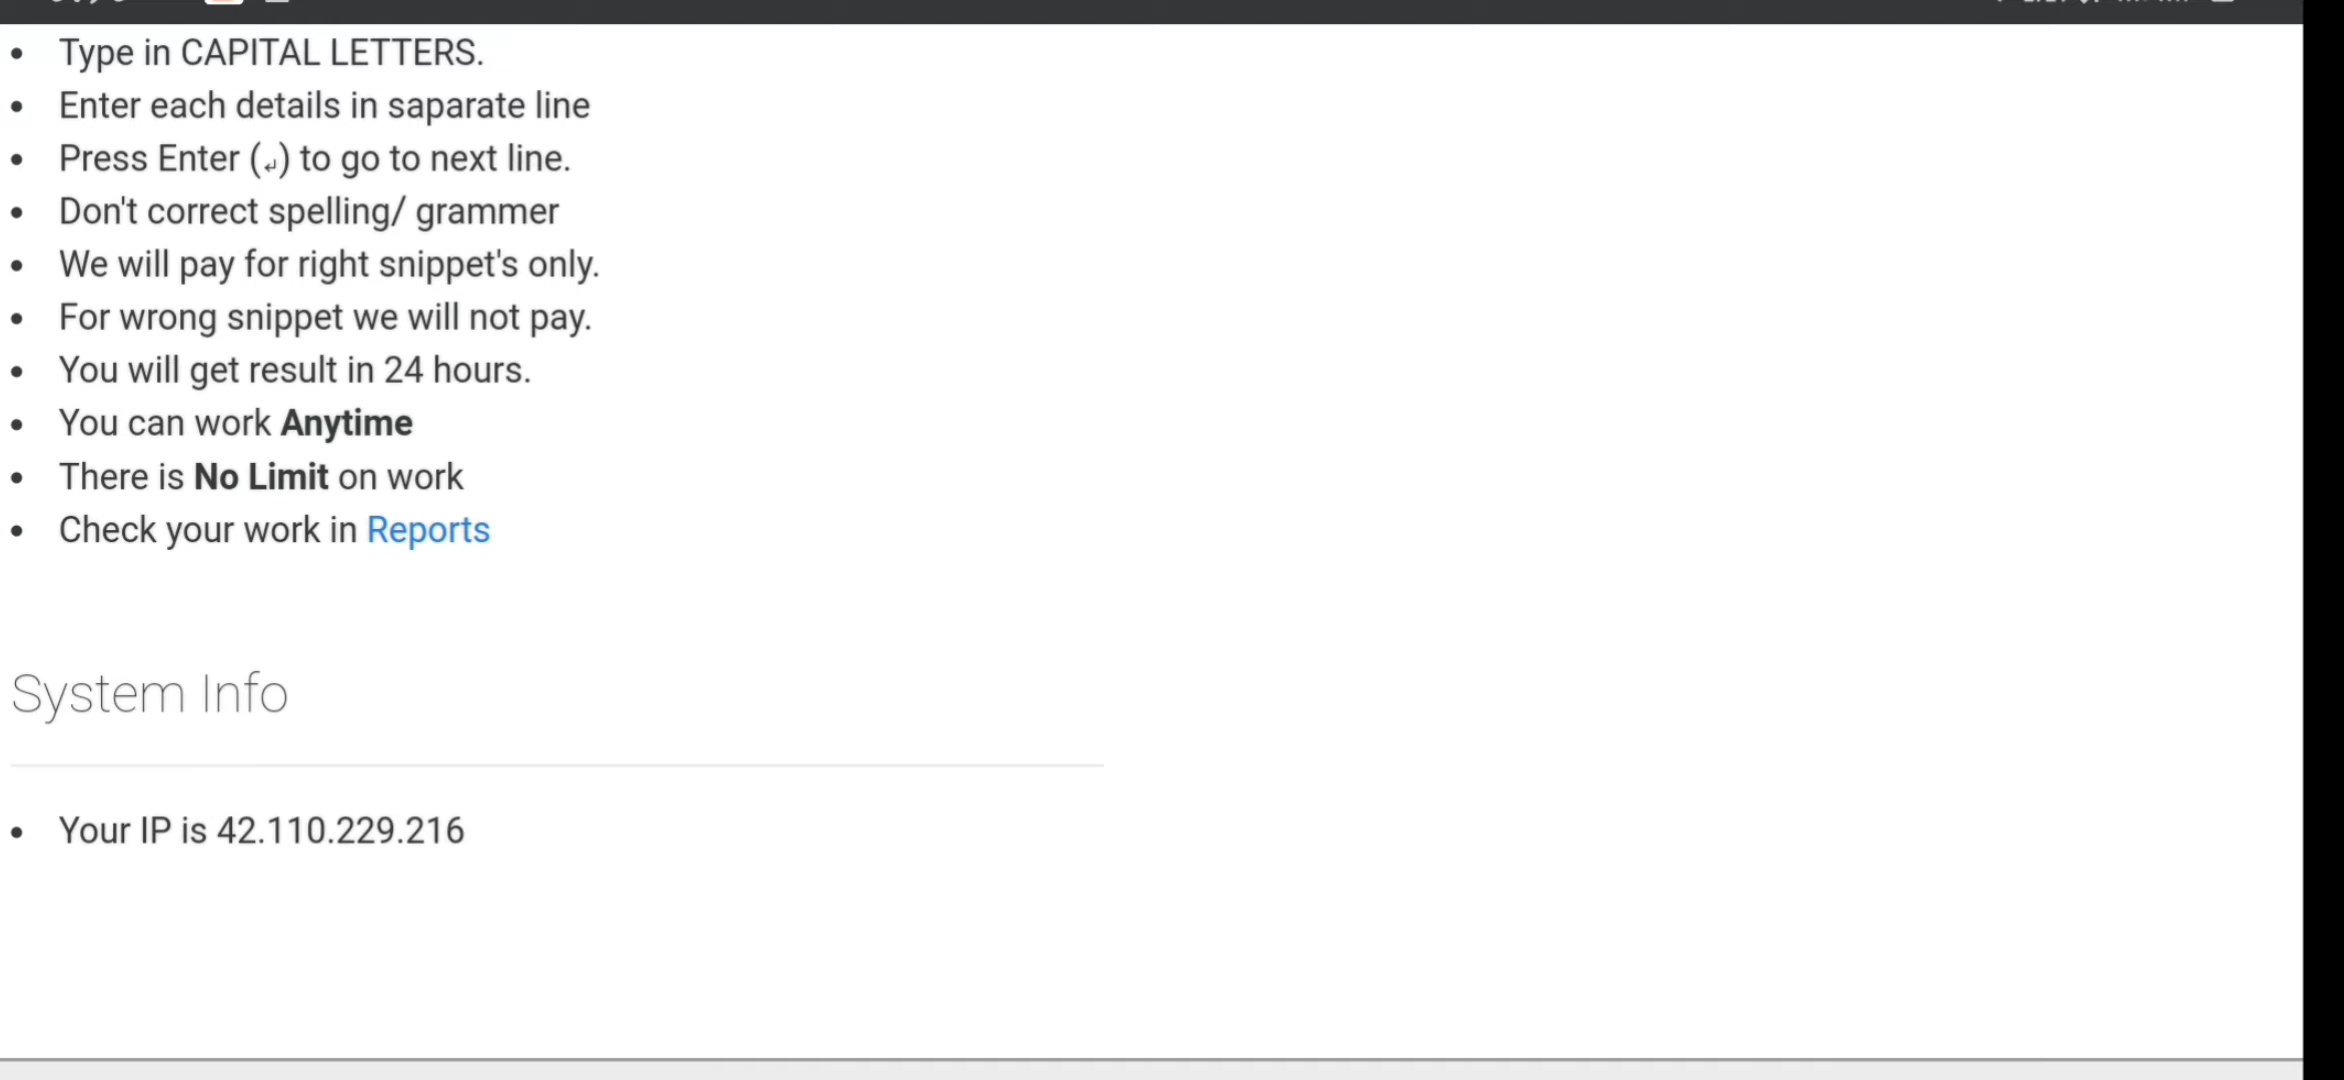 Type in CAPITAL LETTERS.
Enter each details in saparate line
Press Enter (↵) to go to next line.
Don't correct spelling/ grammer
We will pay for right snippet's only.
For wrong snippet we will not pay.
You will get result in 24 hours.
You can work Anytime
There is No Limit on work
Check your work in Reports
System Info
Your IP is 42.110.229.216